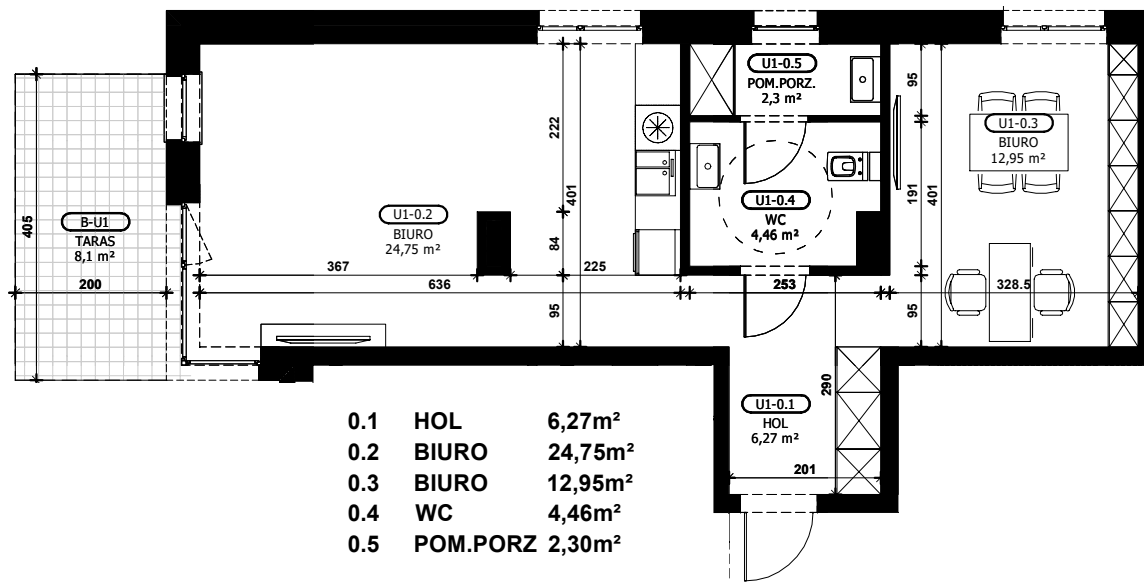 U1-0.5
POM.PORZ.
2,3 m²
95
95
U1-0.3
BIURO
12,95 m²
222
401
191
401
U1-0.4
WC
4,46 m²
B-U1
TARAS
8,1 m²
405
U1-0.2
BIURO
24,75 m²
84
367
225
200
636
253
328.5
95
95
290
U1-0.1
HOL
6,27 m²
201
0.1 HOL 6,27m²
0.2 BIURO 24,75m²
0.3 BIURO 12,95m²
0.4 WC 4,46m²
0.5 POM.PORZ 2,30m²